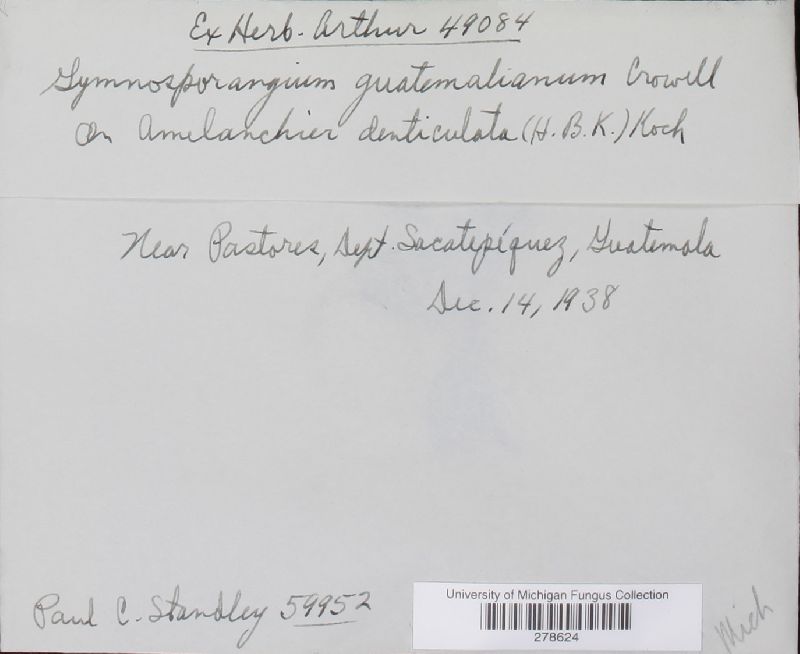 Ex Herb. Arthur 49084
Gymnosporangium guatemalianum Crowell
on Amelanchier denticulata (H.B.K.) Koch
Near Pastores, Dept. Sacatepéquez, Guatemala
Dec. 14, 1938
Paul C. Standley 59952
University of Michigan Fungus Collection
278624
Mich